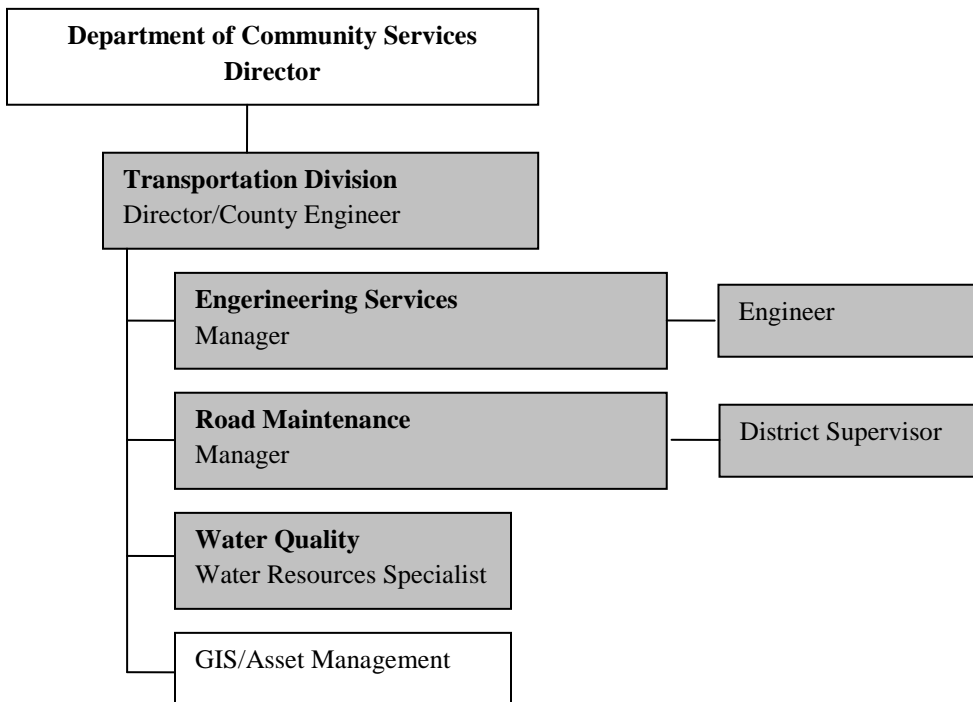 Department of Community Services
Director
Transportation Division
Director/County Engineer
Engerineering Services
Manager
Engineer
Road Maintenance
Manager
District Supervisor
Water Quality
Water Resources Specialist
GIS/Asset Management